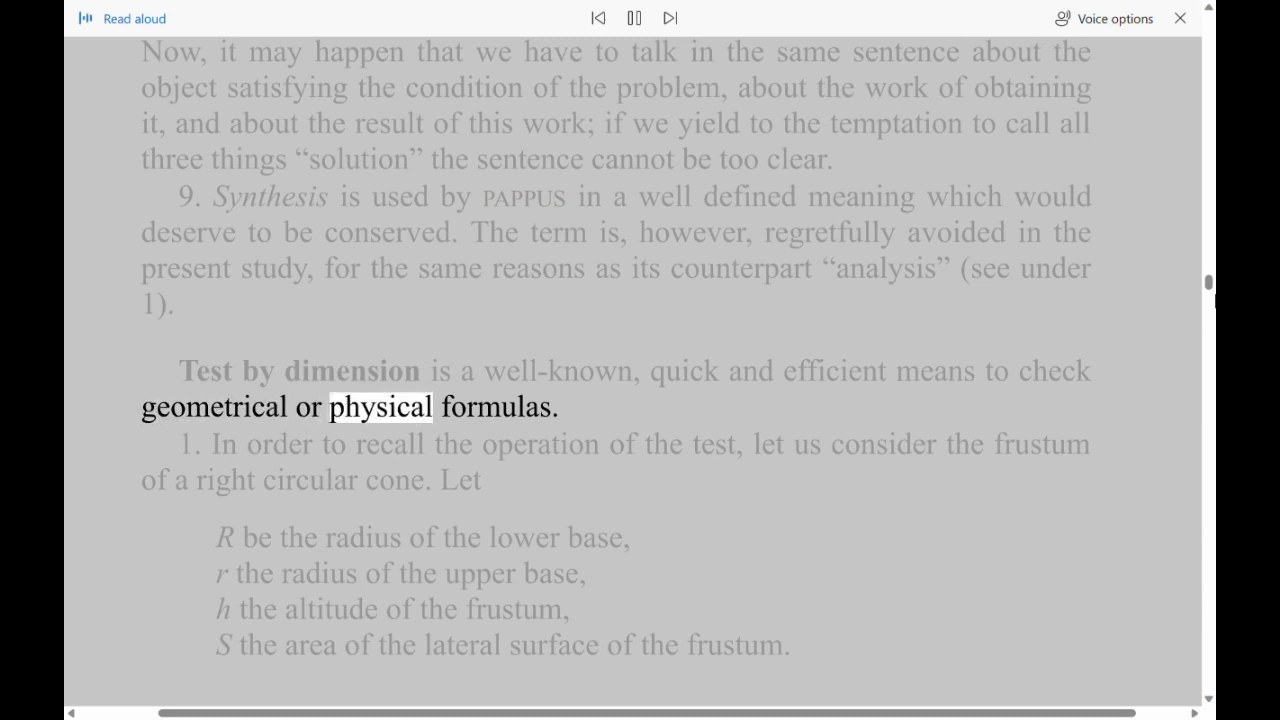 Read aloud
Voice options
Now, it may happen that we have to talk in the same sentence about the
object satisfying the condition of the problem, about the work of obtaining
it, and about the result of this work; if we yield to the temptation to call all
three things “solution” the sentence cannot be too clear.
9. Synthesis is used by PAPPUS in a well defined meaning which would
deserve to be conserved. The term is, however, regretfully avoided in the
present study, for the same reasons as its counterpart “analysis” (see under
1).
Test by dimension is a well-known, quick and efficient means to check
geometrical or physical formulas.
1. In order to recall the operation of the test, let us consider the frustum
of a right circular cone. Let
R be the radius of the lower base,
r the radius of the upper base,
h the altitude of the frustum,
S the area of the lateral surface of the frustum.